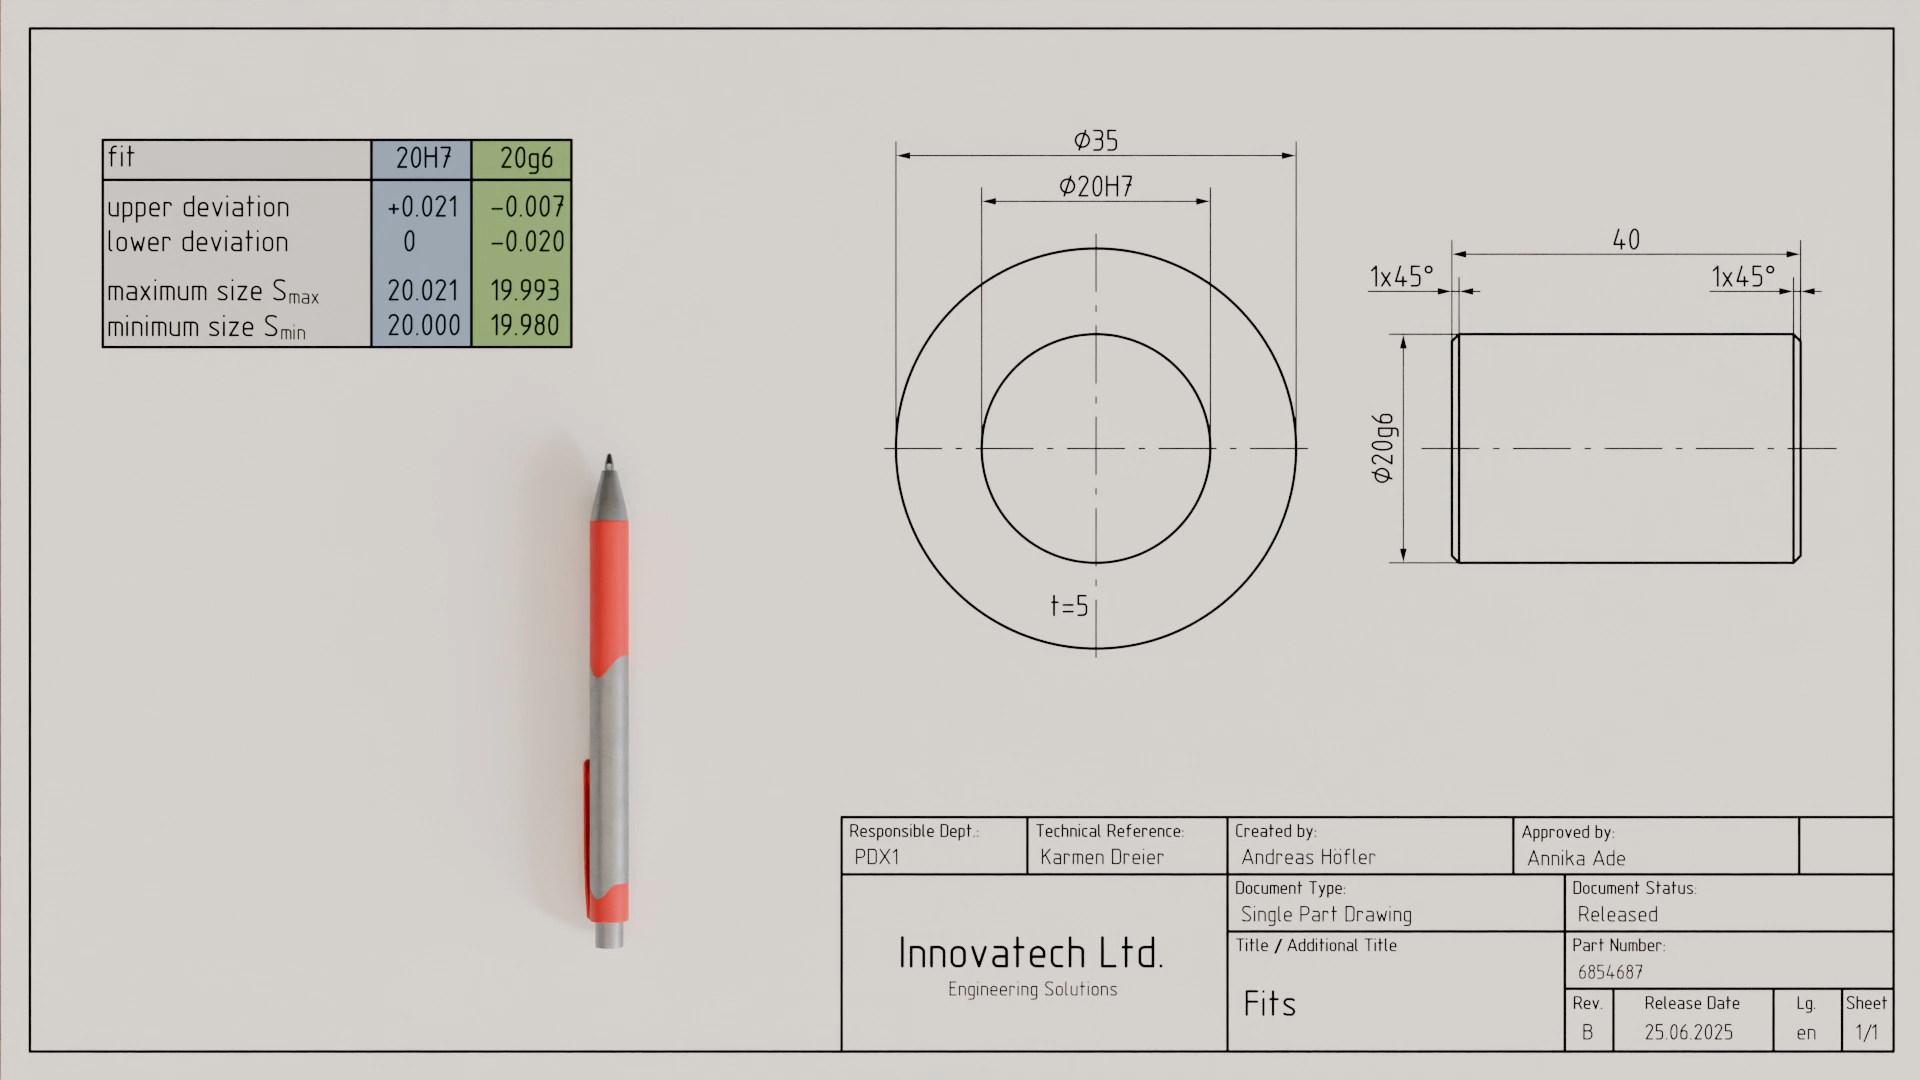 fit 20H7 20g6
upper deviation +0.021 -0.007
lower deviation 0 -0.020
maximum size Smax 20.021 19.993
minimum size Smin 20.000 19.980
Ø35
Ø20H7
t=5
40
1x45° 1x45°
Ø20g6
Responsible Dept.: Technical Reference: Created by: Approved by:
PDX1 Karmen Dreier Andreas Höfler Annika Ade
Document Type: Document Status:
Single Part Drawing Released
Innovatech Ltd.
Engineering Solutions
Title / Additional Title Part Number:
Fits 6854687
Rev. Release Date Lg. Sheet
B 25.06.2025 en 1/1